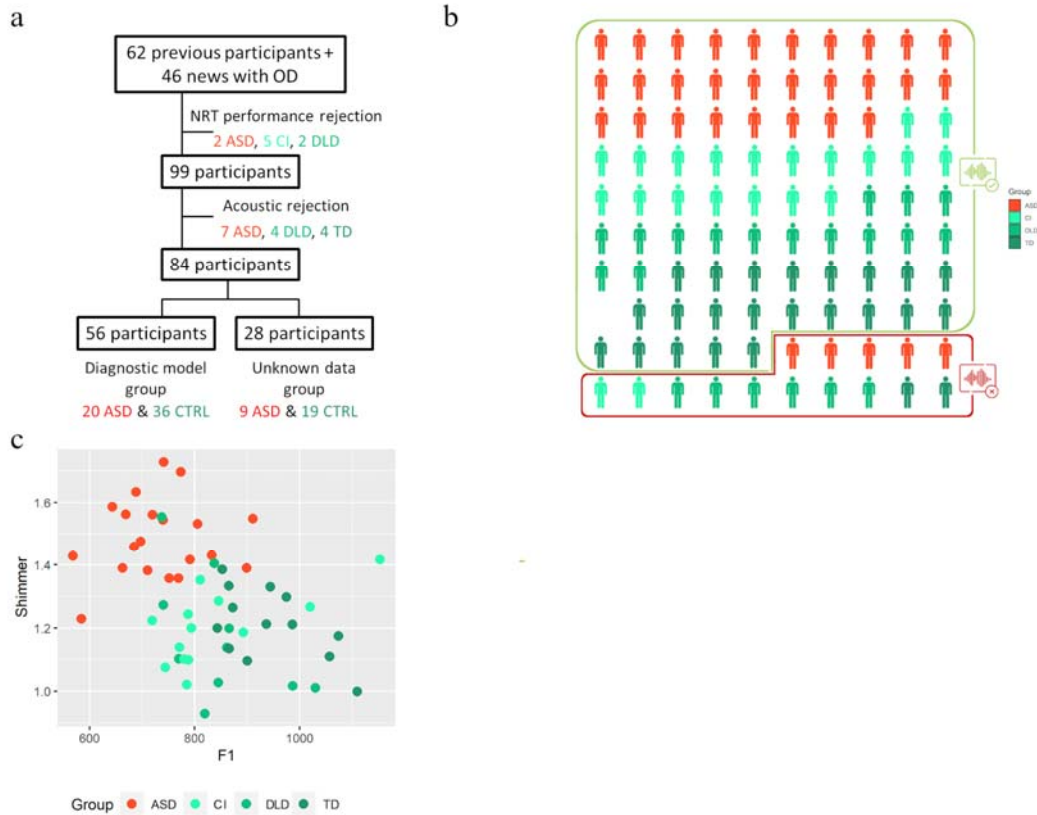 a
62 previous participants +
46 news with OD
NRT performance rejection
2 ASD, 5 CI, 2 DLD
99 participants
Acoustic rejection
7 ASD, 4 DLD, 4 TD
84 participants
56 participants
28 participants
Diagnostic model
group
20 ASD & 36 CTRL
Unknown data
group
9 ASD & 19 CTRL
b
Group
ASD
CI
DLD
TD
c
Shimmer
1.6
1.4
1.2
1.0
600 800 1000
F1
Group ASD CI DLD TD